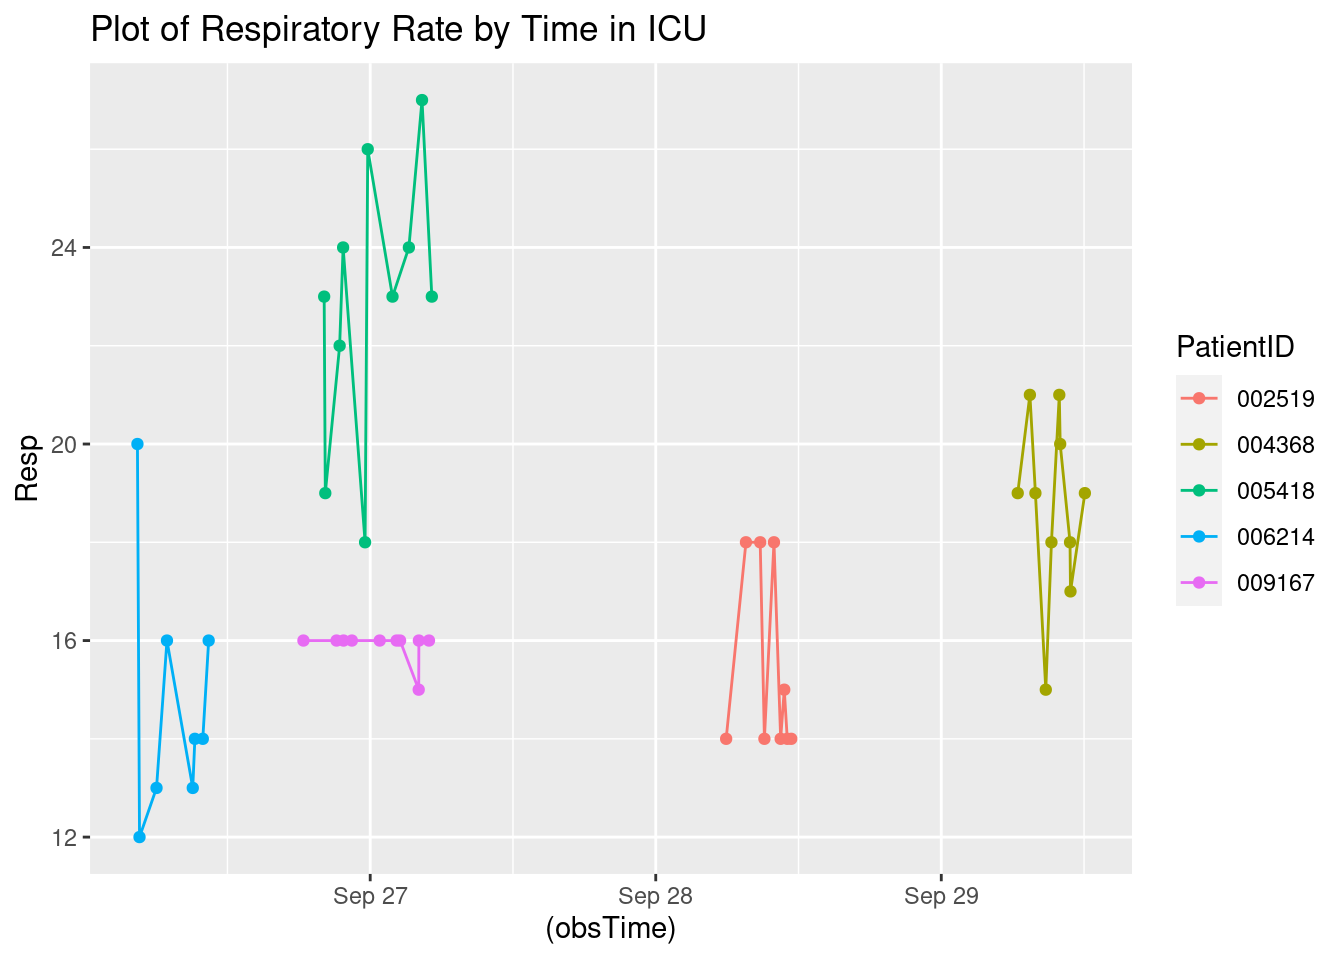 Plot of Respiratory Rate by Time in ICU
Resp
24
20
16
12
Sep 27
Sep 28
Sep 29
(obsTime)
PatientID
002519
004368
005418
006214
009167